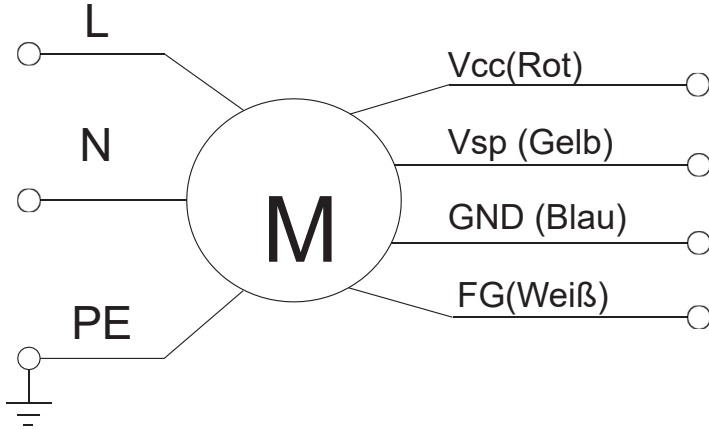 L
N
PE
M
Vcc(Rot)
Vsp (Gelb)
GND (Blau)
FG(Weiß)